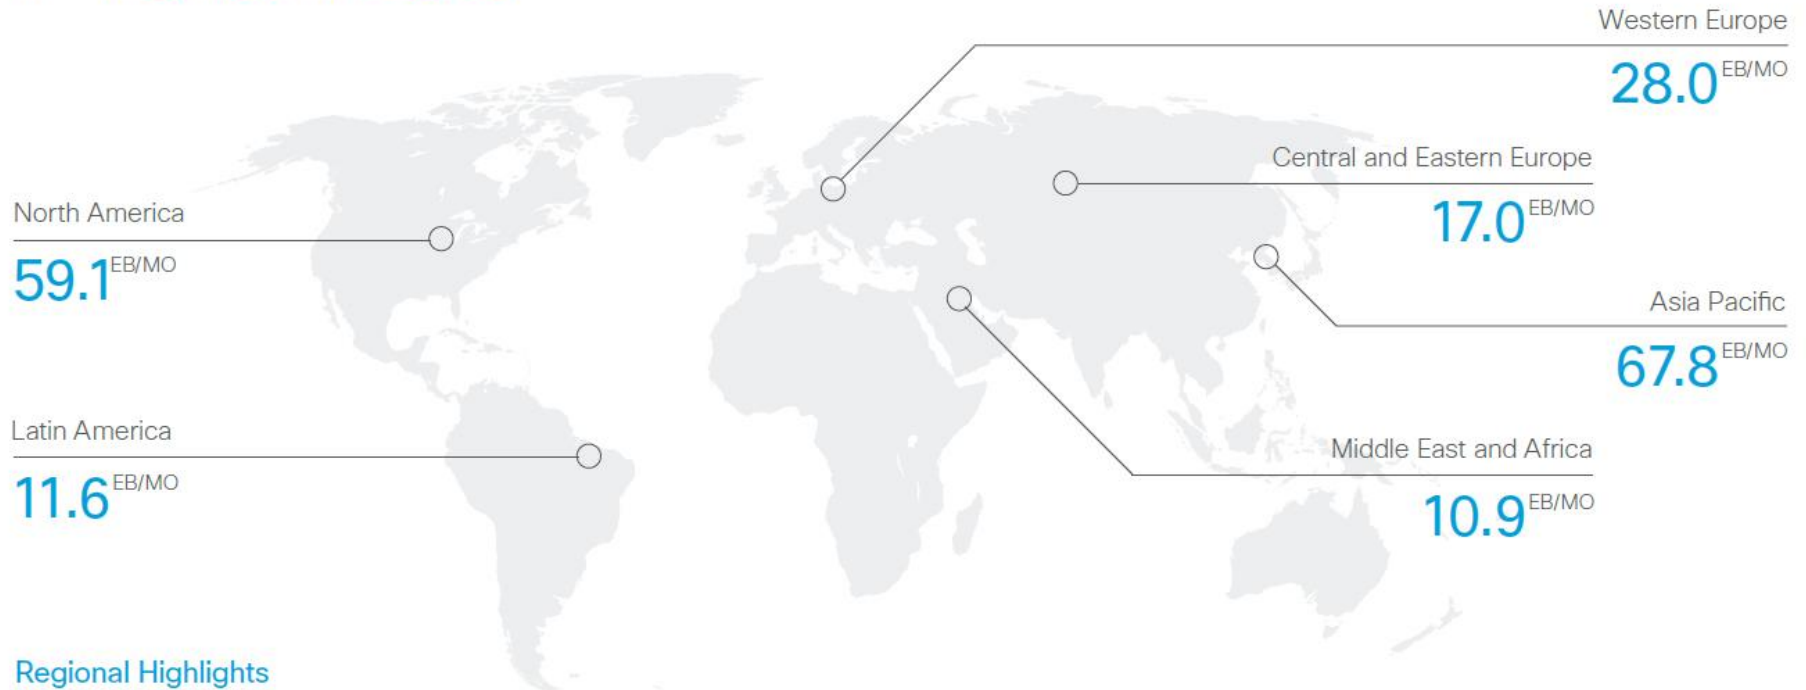 Western Europe
28.0 EB/MO
Central and Eastern Europe
17.0 EB/MO
North America
59.1 EB/MO
Asia Pacific
67.8 EB/MO
Latin America
11.6 EB/MO
Middle East and Africa
10.9 EB/MO
Regional Highlights